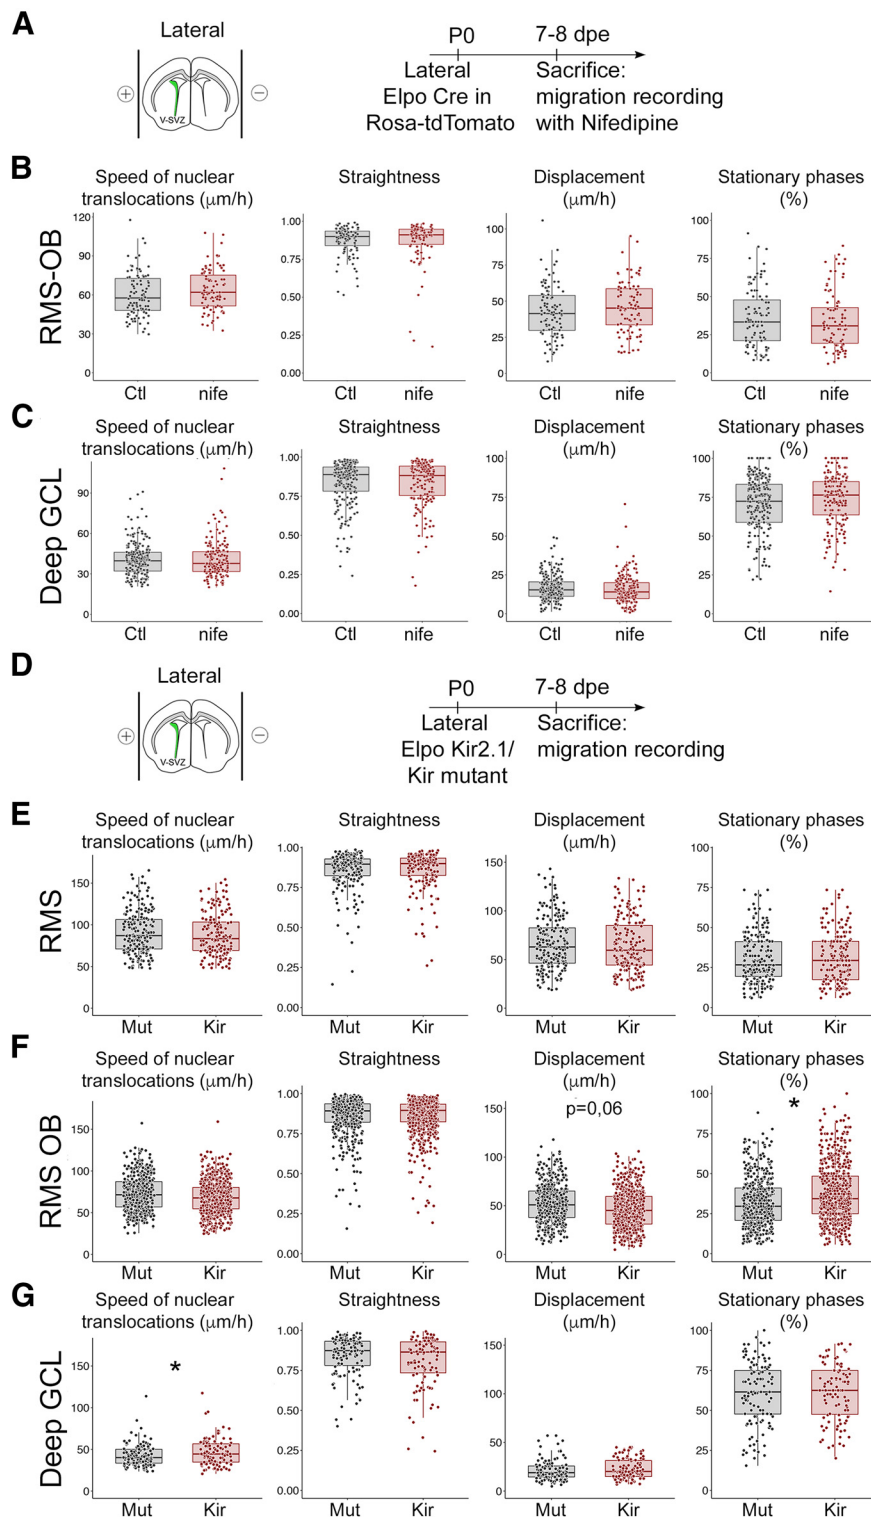 A
Lateral
+
−
V-SVZ
P0
7-8 dpe
Lateral
Elpo Cre in
Rosa-tdTomato
Sacrifice:
migration recording
with Nifedipine
B
RMS-OB
Speed of nuclear
translocations (μm/h)
120
90
60
30
0
Ctl
nife
Straightness
1.00
0.75
0.50
0.25
0.00
Ctl
nife
Displacement
(μm/h)
100
75
50
25
0
Ctl
nife
Stationary phases
(%)
100
75
50
25
0
Ctl
nife
C
Deep GCL
Speed of nuclear
translocations (μm/h)
90
60
30
0
Ctl
nife
Straightness
1.00
0.75
0.50
0.25
0.00
Ctl
nife
Displacement
(μm/h)
100
75
50
25
0
Ctl
nife
Stationary phases
(%)
100
75
50
25
0
Ctl
nife
D
Lateral
+
−
V-SVZ
P0
7-8 dpe
Lateral
Elpo Kir2.1/
Kir mutant
Sacrifice:
migration recording
E
RMS
Speed of nuclear
translocations (μm/h)
150
100
50
0
Mut
Kir
Straightness
1.00
0.75
0.50
0.25
0.00
Mut
Kir
Displacement
(μm/h)
150
100
50
0
Mut
Kir
Stationary phases
(%)
100
75
50
25
0
Mut
Kir
F
RMS OB
Speed of nuclear
translocations (μm/h)
150
100
50
0
Mut
Kir
Straightness
1.00
0.75
0.50
0.25
0.00
Mut
Kir
Displacement
(μm/h)
p=0,06
150
100
50
0
Mut
Kir
Stationary phases
(%)
*
100
75
50
25
0
Mut
Kir
G
Deep GCL
Speed of nuclear
translocations (μm/h)
*
150
100
50
0
Mut
Kir
Straightness
1.00
0.75
0.50
0.25
0.00
Mut
Kir
Displacement
(μm/h)
150
100
50
0
Mut
Kir
Stationary phases
(%)
100
75
50
25
0
Mut
Kir